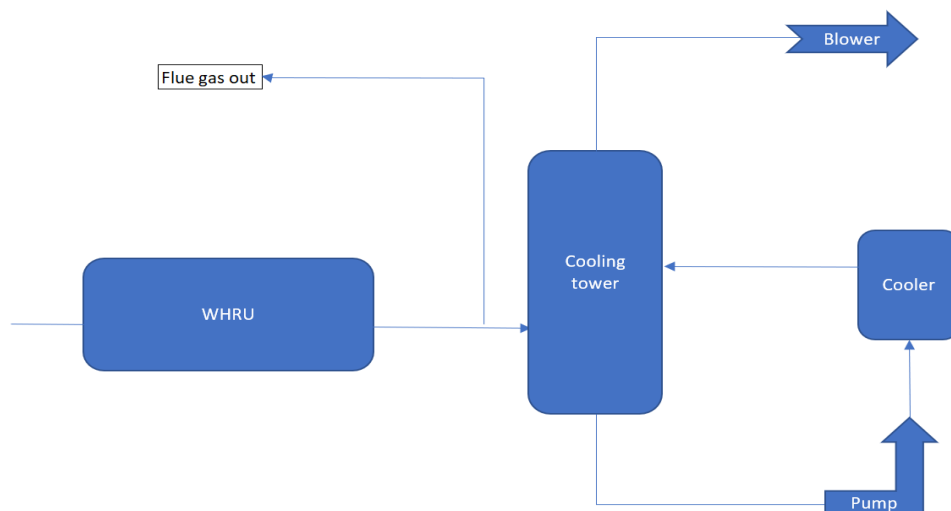 Blower
Flue gas out
Cooling
tower
Cooler
WHRU
Pump